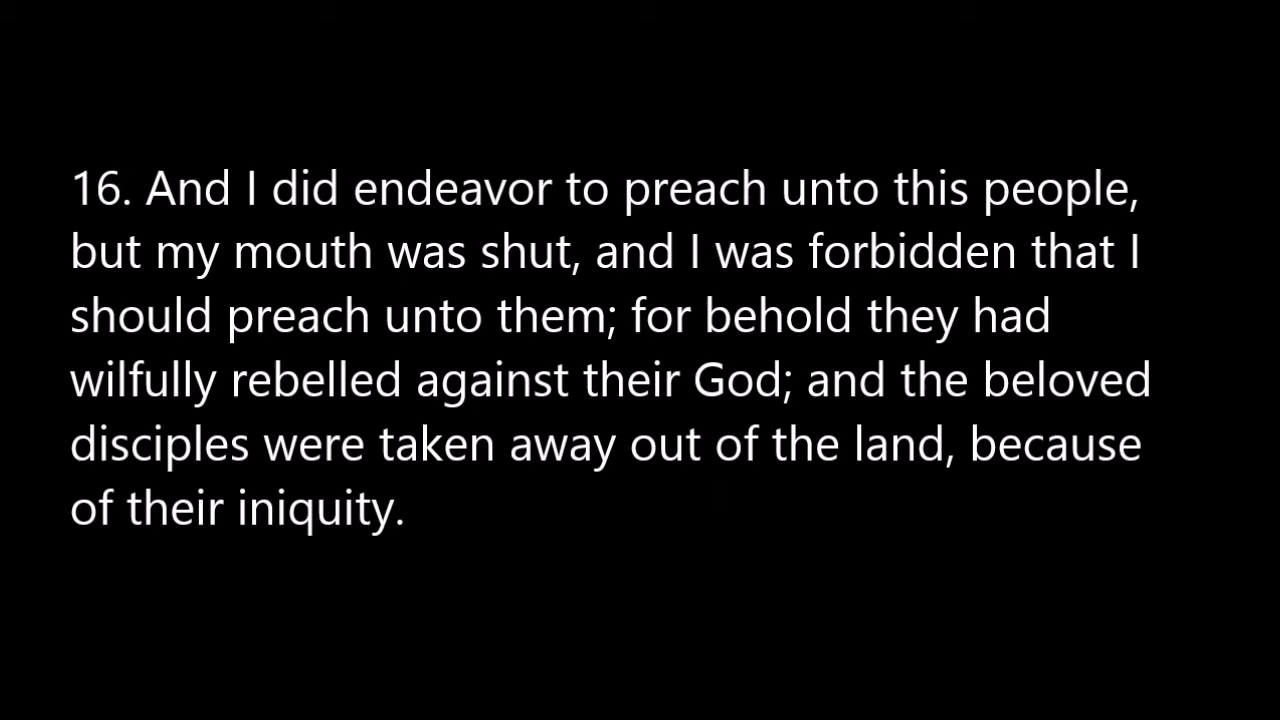 16. And I did endeavor to preach unto this people,
but my mouth was shut, and I was forbidden that I
should preach unto them; for behold they had
wilfully rebelled against their God; and the beloved
disciples were taken away out of the land, because
of their iniquity.